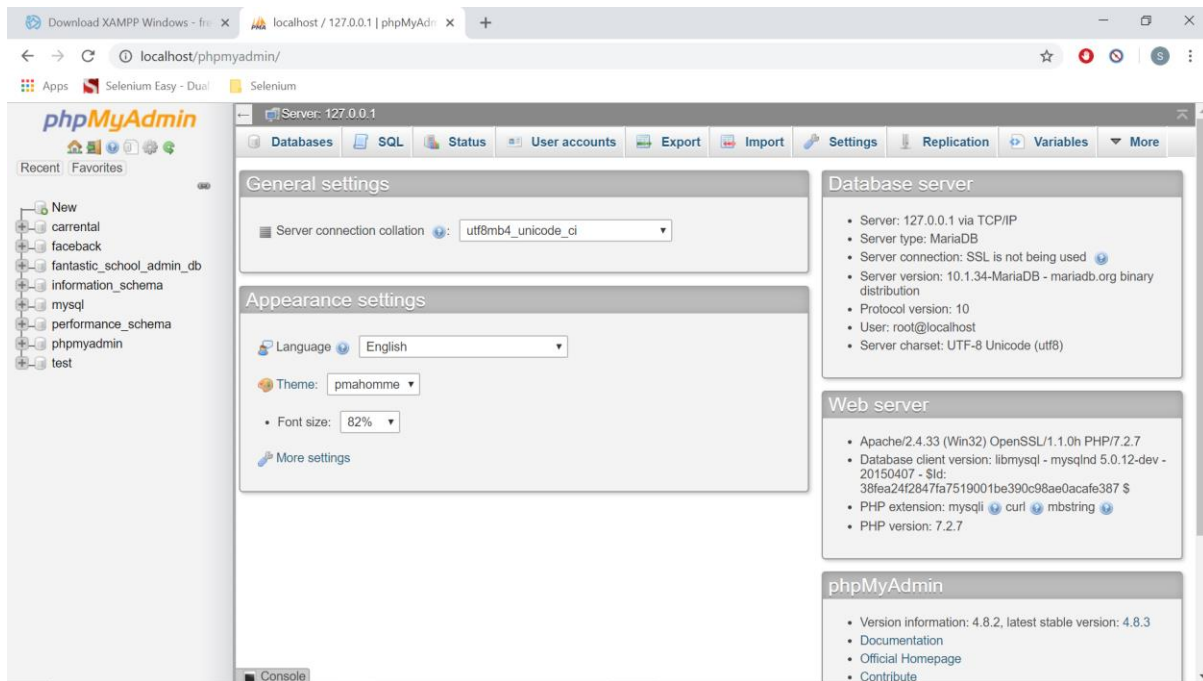 Download XAMPP Windows - fre
localhost / 127.0.0.1 | phpMyAdm
localhost/phpmyadmin/
S
Apps
Selenium Easy - Dual
Selenium
phpMyAdmin
Recent Favorites
New
carrental
faceback
fantastic_school_admin_db
information_schema
mysql
performance_schema
phpmyadmin
test
Server: 127.0.0.1
Databases
SQL
Status
User accounts
Export
Import
Settings
Replication
Variables
More
General settings
Server connection collation : utf8mb4_unicode_ci
Appearance settings
Language English
Theme: pmahomme
• Font size: 82%
More settings
Console
Database server
• Server: 127.0.0.1 via TCP/IP
• Server type: MariaDB
• Server connection: SSL is not being used
• Server version: 10.1.34-MariaDB - mariadb.org binary
distribution
• Protocol version: 10
• User: root@localhost
• Server charset: UTF-8 Unicode (utf8)
Web server
• Apache/2.4.33 (Win32) OpenSSL/1.1.0h PHP/7.2.7
• Database client version: libmysql - mysqlnd 5.0.12-dev -
20150407 - $Id:
38fea24f2847fa7519001be390c98ae0acafe387 $
• PHP extension: mysqli curl mbstring
• PHP version: 7.2.7
phpMyAdmin
• Version information: 4.8.2, latest stable version: 4.8.3
• Documentation
• Official Homepage
• Contribute